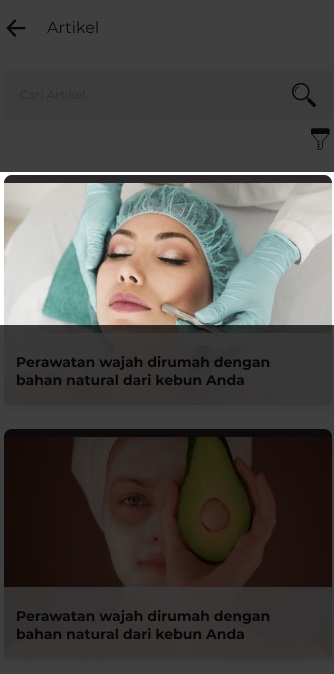 Artikel
Cari Artikel
Perawatan wajah dirumah dengan
bahan natural dari kebun Anda
Perawatan wajah dirumah dengan
bahan natural dari kebun Anda